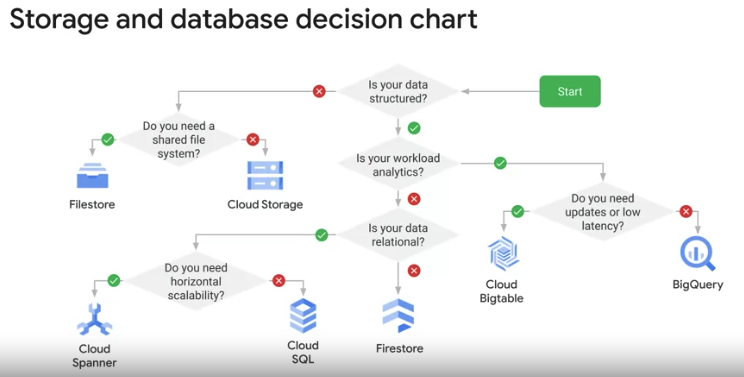 Storage and database decision chart
Is your data
structured?
Start
Do you need a
shared file
system?
Is your workload
analytics?
Filestore
Cloud Storage
Do you need
updates or low
latency?
Is your data
relational?
Do you need
horizontal
scalability?
Cloud
Bigtable
BigQuery
Cloud
Spanner
Cloud
SQL
Firestore